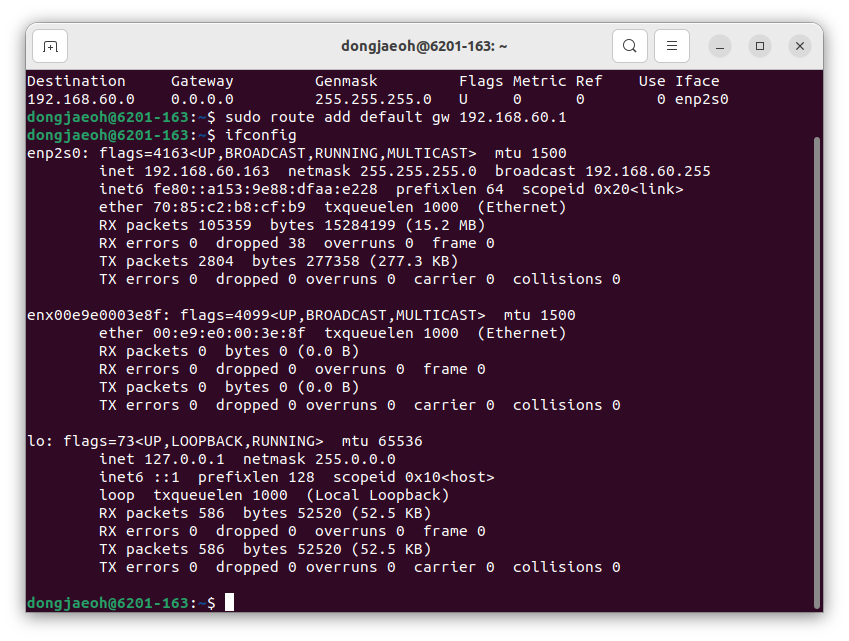 dongjaeoh@6201-163: ~
Destination     Gateway         Genmask         Flags Metric Ref    Use Iface
192.168.60.0    0.0.0.0         255.255.255.0   U     0      0        0 enp2s0
dongjaeoh@6201-163:~$ sudo route add default gw 192.168.60.1
dongjaeoh@6201-163:~$ ifconfig
enp2s0: flags=4163<UP,BROADCAST,RUNNING,MULTICAST>  mtu 1500
        inet 192.168.60.163  netmask 255.255.255.0  broadcast 192.168.60.255
        inet6 fe80::a153:9e88:dfaa:e228  prefixlen 64  scopeid 0x20<link>
        ether 70:85:c2:b8:cf:b9  txqueuelen 1000  (Ethernet)
        RX packets 105359  bytes 15284199 (15.2 MB)
        RX errors 0  dropped 38  overruns 0  frame 0
        TX packets 2804  bytes 277358 (277.3 KB)
        TX errors 0  dropped 0 overruns 0  carrier 0  collisions 0

enx00e9e0003e8f: flags=4099<UP,BROADCAST,MULTICAST>  mtu 1500
        ether 00:e9:e0:00:3e:8f  txqueuelen 1000  (Ethernet)
        RX packets 0  bytes 0 (0.0 B)
        RX errors 0  dropped 0  overruns 0  frame 0
        TX packets 0  bytes 0 (0.0 B)
        TX errors 0  dropped 0 overruns 0  carrier 0  collisions 0

lo: flags=73<UP,LOOPBACK,RUNNING>  mtu 65536
        inet 127.0.0.1  netmask 255.0.0.0
        inet6 ::1  prefixlen 128  scopeid 0x10<host>
        loop  txqueuelen 1000  (Local Loopback)
        RX packets 586  bytes 52520 (52.5 KB)
        RX errors 0  dropped 0  overruns 0  frame 0
        TX packets 586  bytes 52520 (52.5 KB)
        TX errors 0  dropped 0 overruns 0  carrier 0  collisions 0

dongjaeoh@6201-163:~$